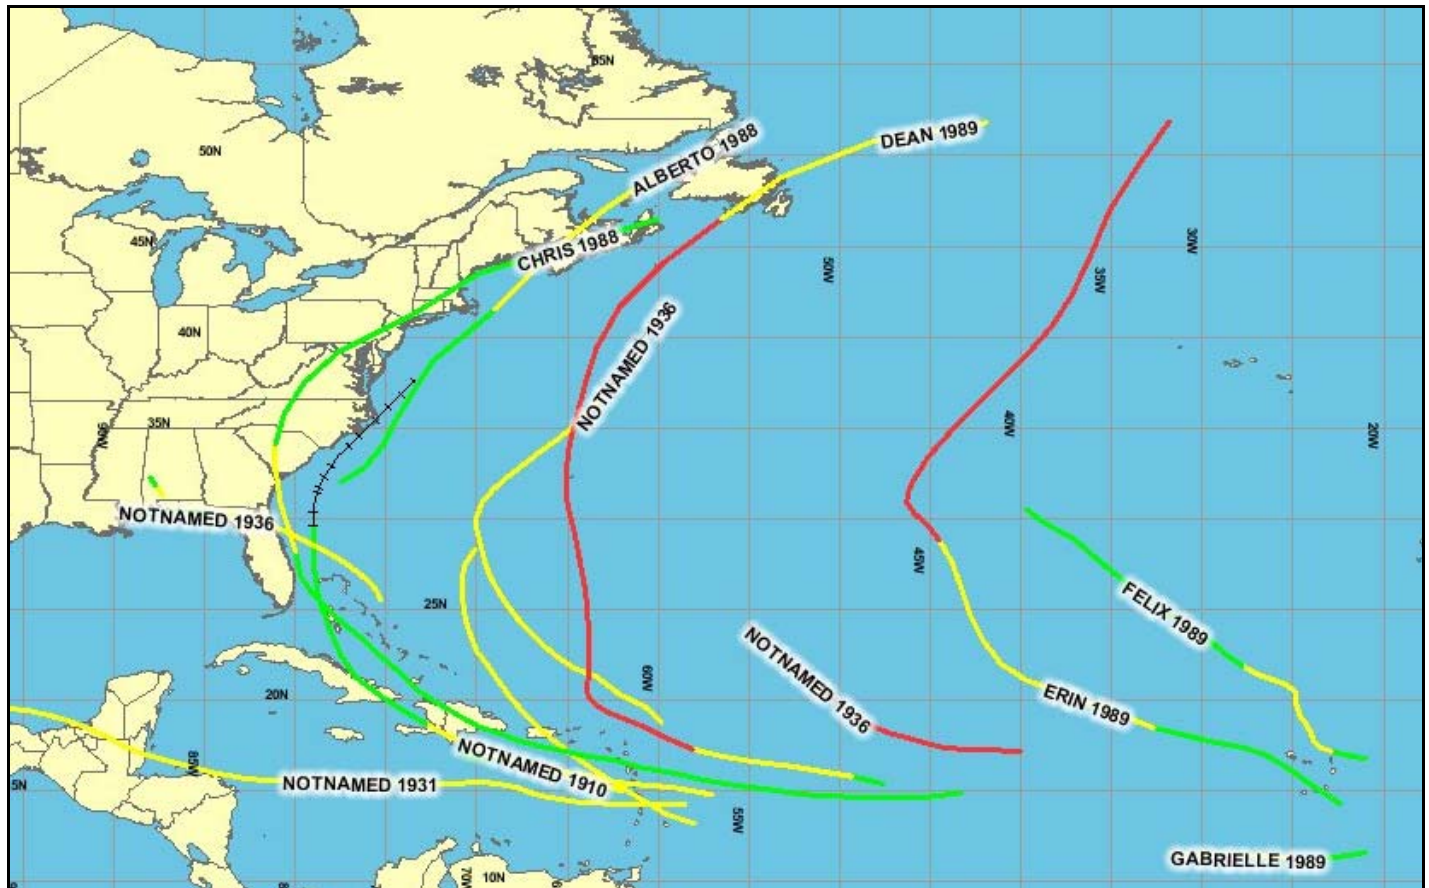 55N
DEAN 1989
ALBERTO 1988
50N
CHRIS 1988
45N
30W
50W
35W
40N
NOTNAMED 1936
35N
90W
40W
20W
NOTNAMED 1936
45W
25N
FELIX 1989
NOTNAMED 1936
60W
20N
ERIN 1989
NOTNAMED 1910
85W
NOTNAMED 1931
5N
55W
GABRIELLE 1989
70W
10N